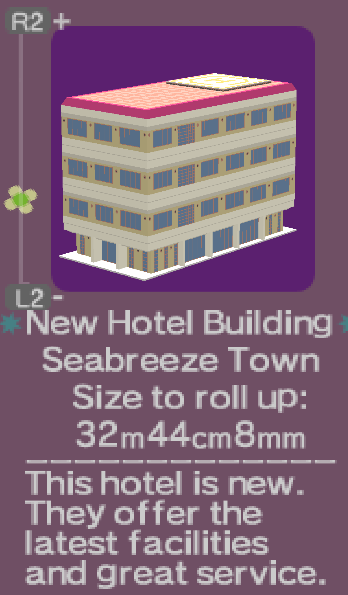 R2 +
L2 -
New Hotel Building
Seabreeze Town
Size to roll up:
32m44cm8mm
This hotel is new.
They offer the
latest facilities
and great service.